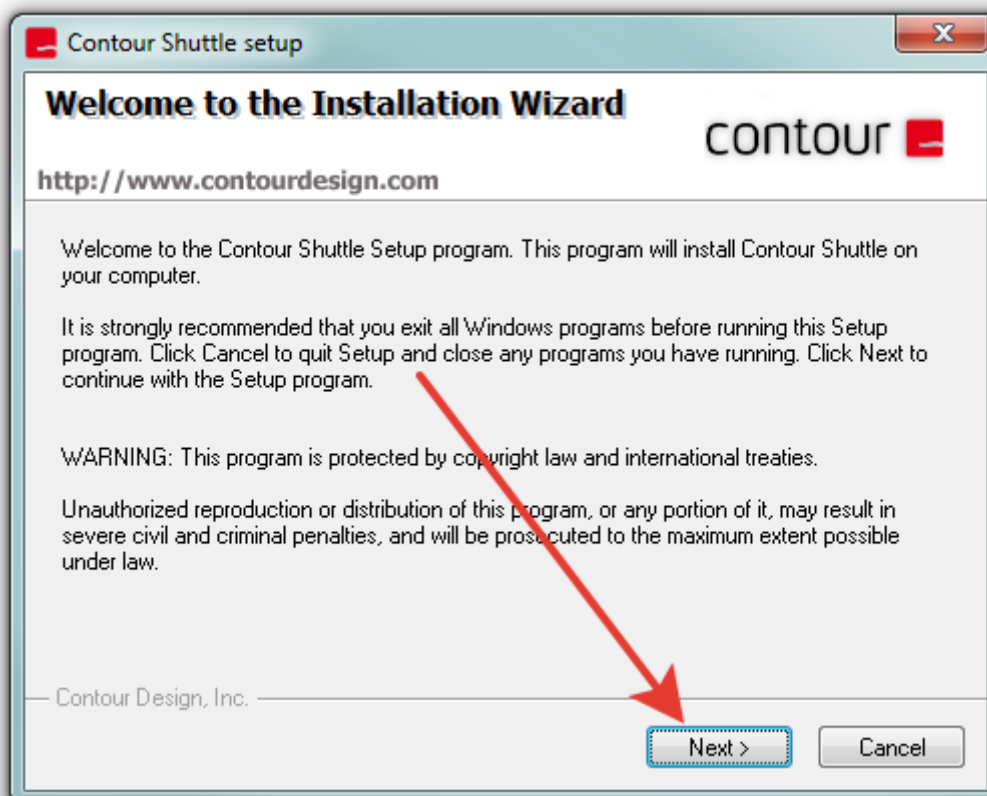 Contour Shuttle setup
Welcome to the Installation Wizard
contour
http://www.contourdesign.com
Welcome to the Contour Shuttle Setup program. This program will install Contour Shuttle on
your computer.
It is strongly recommended that you exit all Windows programs before running this Setup
program. Click Cancel to quit Setup and close any programs you have running. Click Next to
continue with the Setup program.
WARNING: This program is protected by copyright law and international treaties.
Unauthorized reproduction or distribution of this program, or any portion of it, may result in
severe civil and criminal penalties, and will be prosecuted to the maximum extent possible
under law.
Contour Design, Inc.
Next >
Cancel